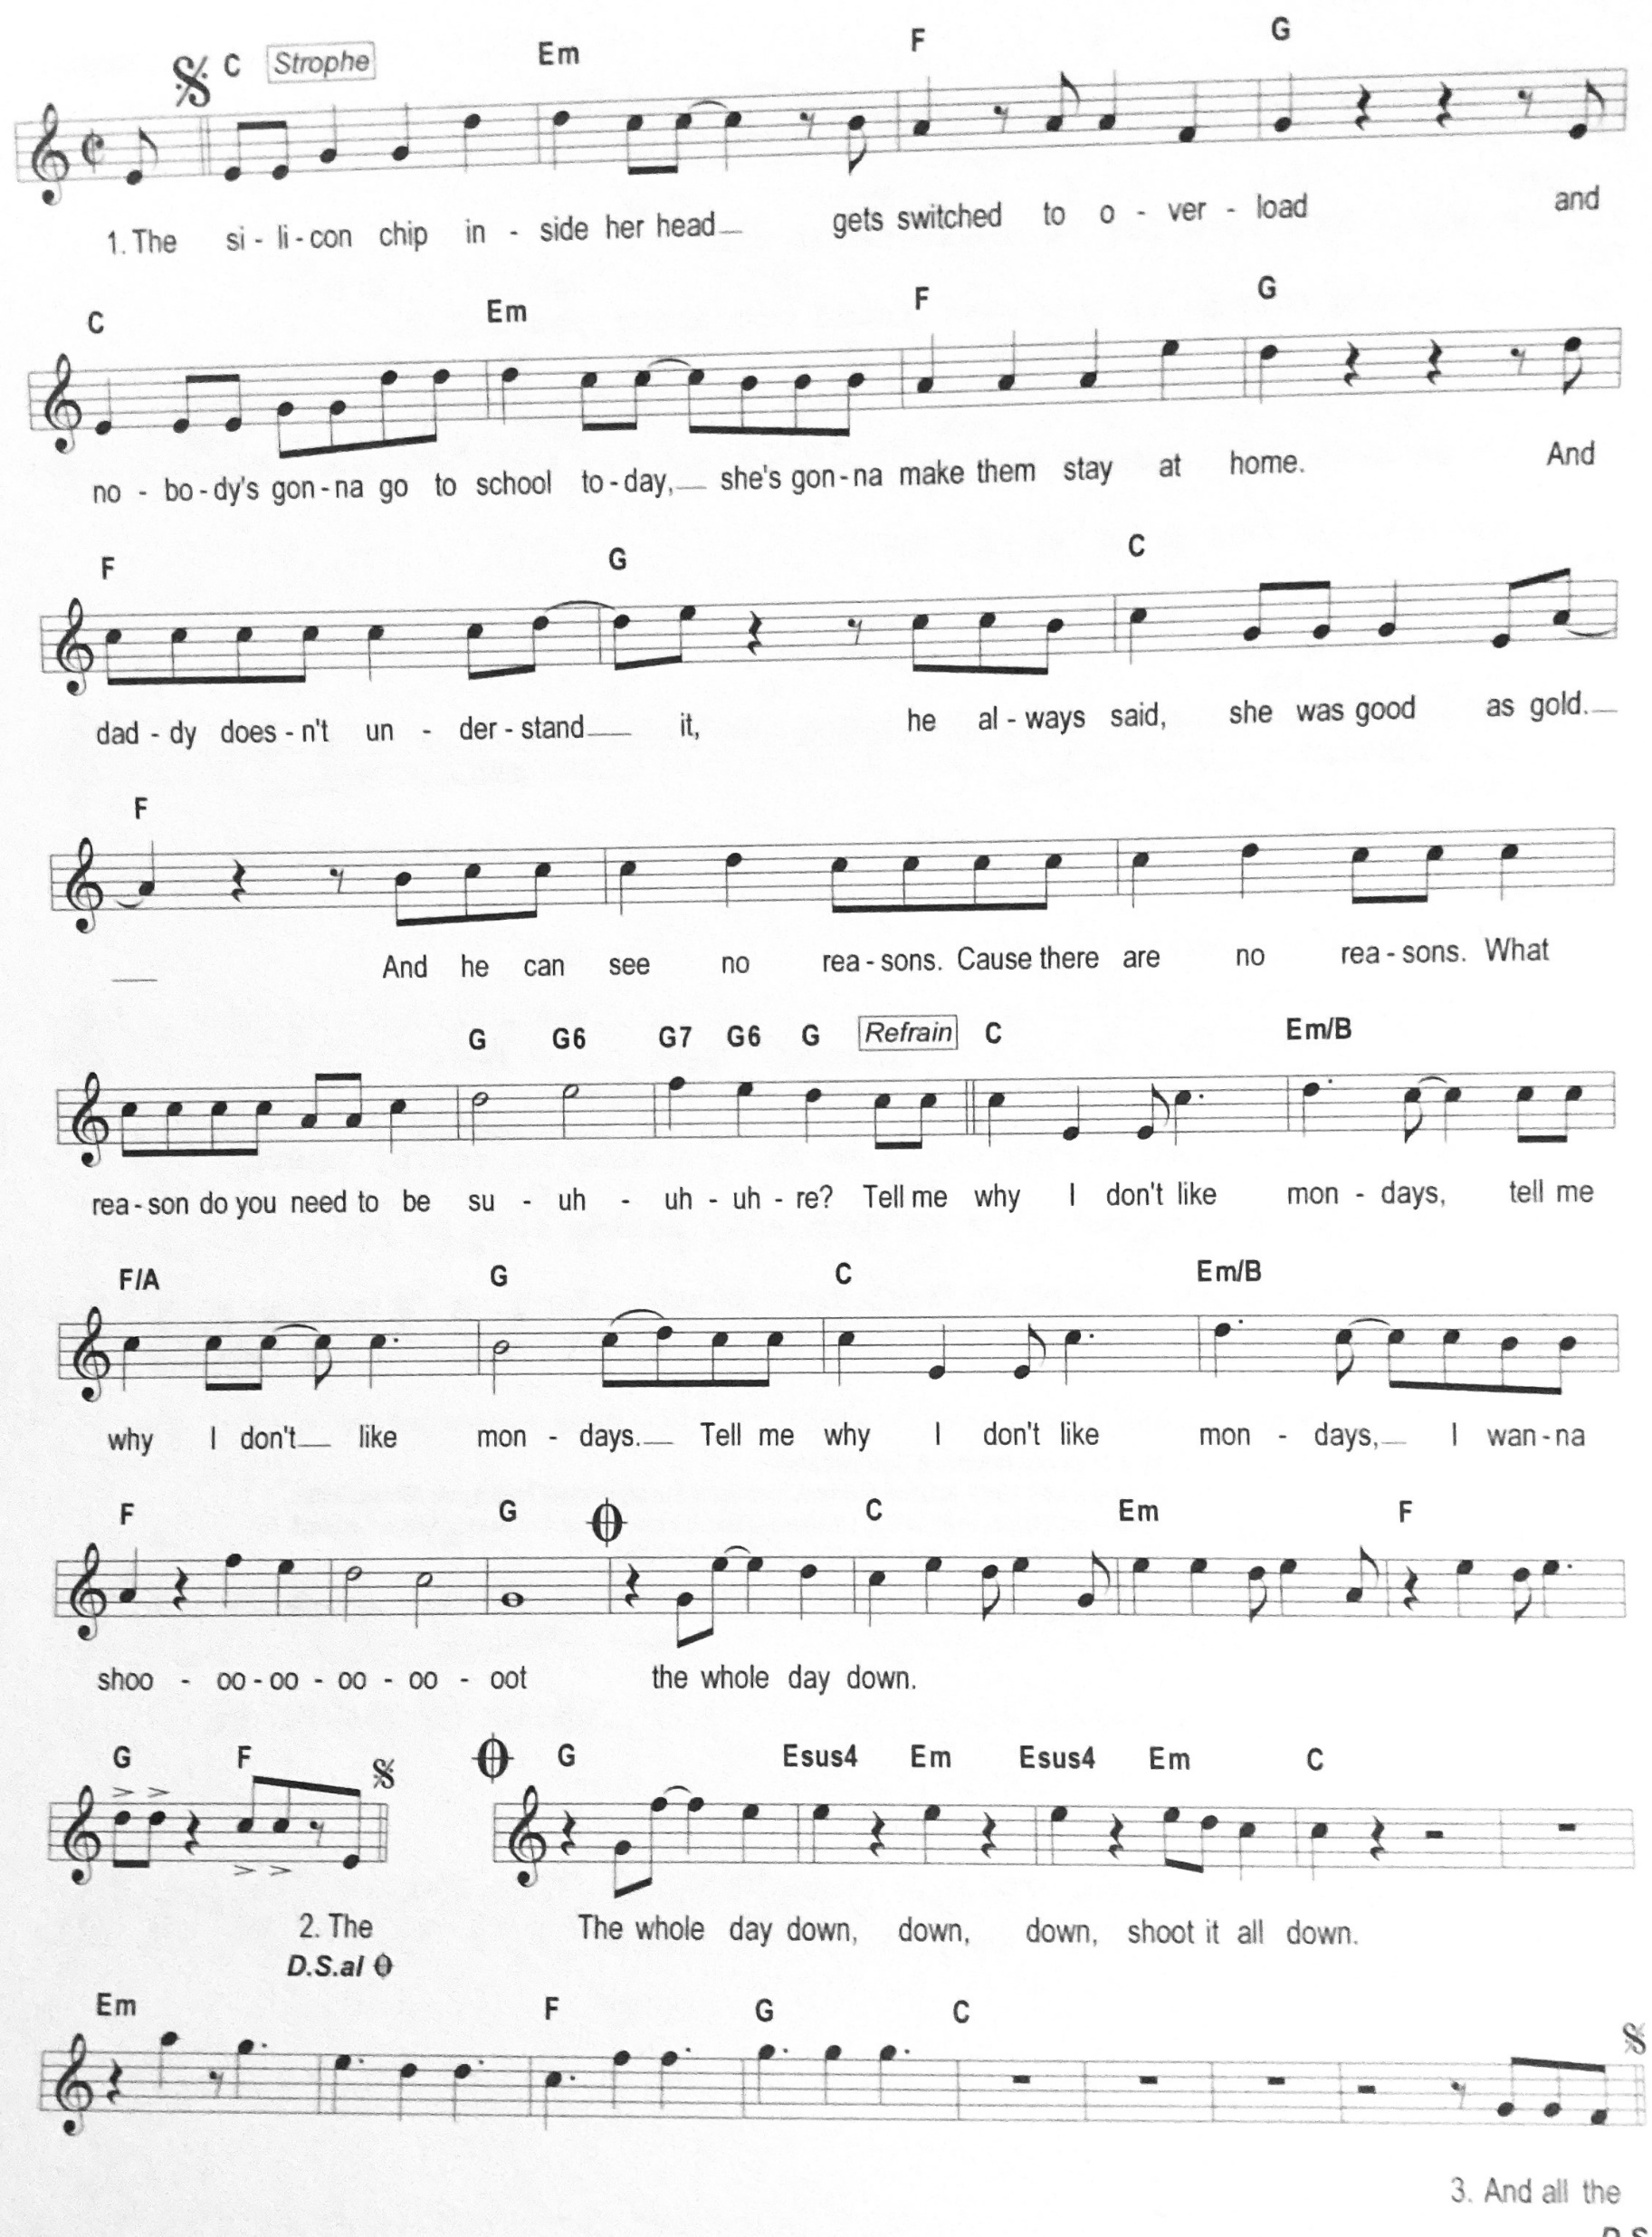 C Strophe Em F G
1. The si - li - con chip in - side her head gets switched to o - ver - load and
C Em F G
no - bo - dy's gon - na go to school to - day, she's gon - na make them stay at home. And
F G C
dad - dy does - n't un - der - stand it, he al - ways said, she was good as gold.
F
And he can see no rea - sons. Cause there are no rea - sons. What
G G6 G7 G6 G Refrain C Em/B
rea - son do you need to be su - uh - uh - uh - re? Tell me why I don't like mon - days, tell me
F/A G C Em/B
why I don't like mon - days. Tell me why I don't like mon - days, I wan - na
F G C Em F
shoo - oo - oo - oo - oo - oot the whole day down.
G F G Esus4 Em Esus4 Em C
2. The The whole day down, down, down, shoot it all down.
D.S.al
Em F G C
3. And all the
D.S